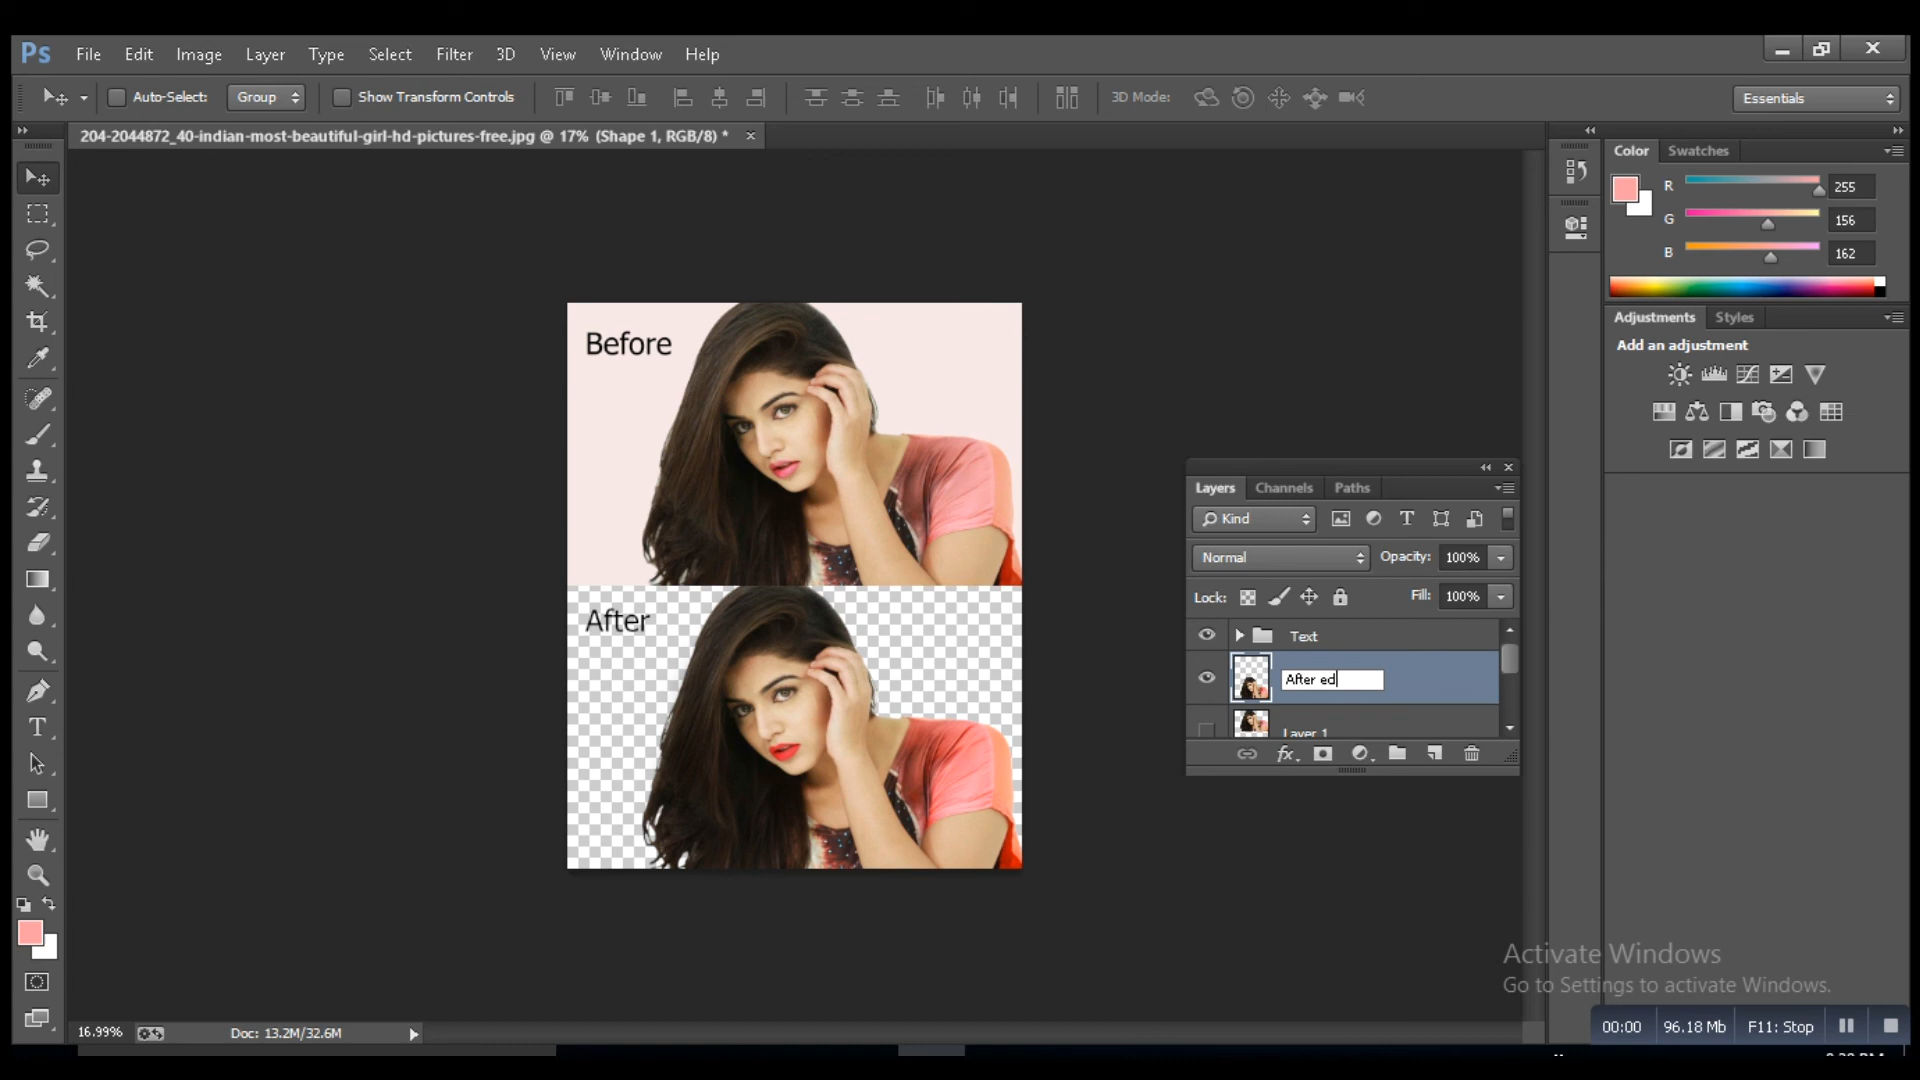 Ps File Edit Image Layer Type Select Filter 3D View Window Help
Auto-Select: Group Show Transform Controls 3D Mode: Essentials
204-2044872_40-indian-most-beautiful-girl-hd-pictures-free.jpg @ 17% (Shape 1, RGB/8) *
Color Swatches
R 255
G 156
B 162
Adjustments Styles
Add an adjustment
Before
After
Layers Channels Paths
Kind
Normal Opacity: 100%
Lock: Fill: 100%
Text
After ed
Layer 1
fx
Activate Windows
Go to Settings to activate Windows.
16.99% Doc: 13.2M/32.6M
00:00 96.18 Mb F11: Stop